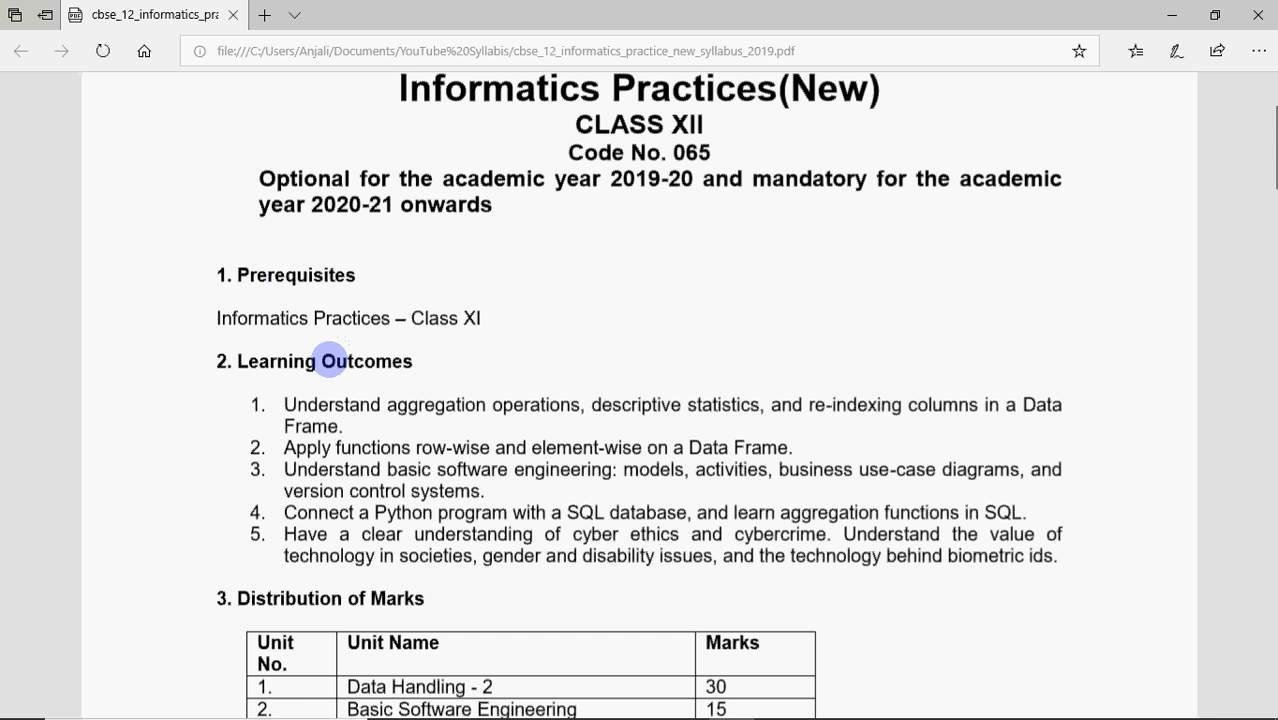 cbse_12_informatics_pra
file:///C:/Users/Anjali/Documents/YouTube%20Syllabis/cbse_12_informatics_practice_new_syllabus_2019.pdf
Informatics Practices(New)
CLASS XII
Code No. 065
Optional for the academic year 2019-20 and mandatory for the academic
year 2020-21 onwards
1. Prerequisites
Informatics Practices – Class XI
2. Learning Outcomes
1. Understand aggregation operations, descriptive statistics, and re-indexing columns in a Data
Frame.
2. Apply functions row-wise and element-wise on a Data Frame.
3. Understand basic software engineering: models, activities, business use-case diagrams, and
version control systems.
4. Connect a Python program with a SQL database, and learn aggregation functions in SQL.
5. Have a clear understanding of cyber ethics and cybercrime. Understand the value of
technology in societies, gender and disability issues, and the technology behind biometric ids.
3. Distribution of Marks
Unit No. Unit Name Marks
1. Data Handling - 2 30
2. Basic Software Engineering 15